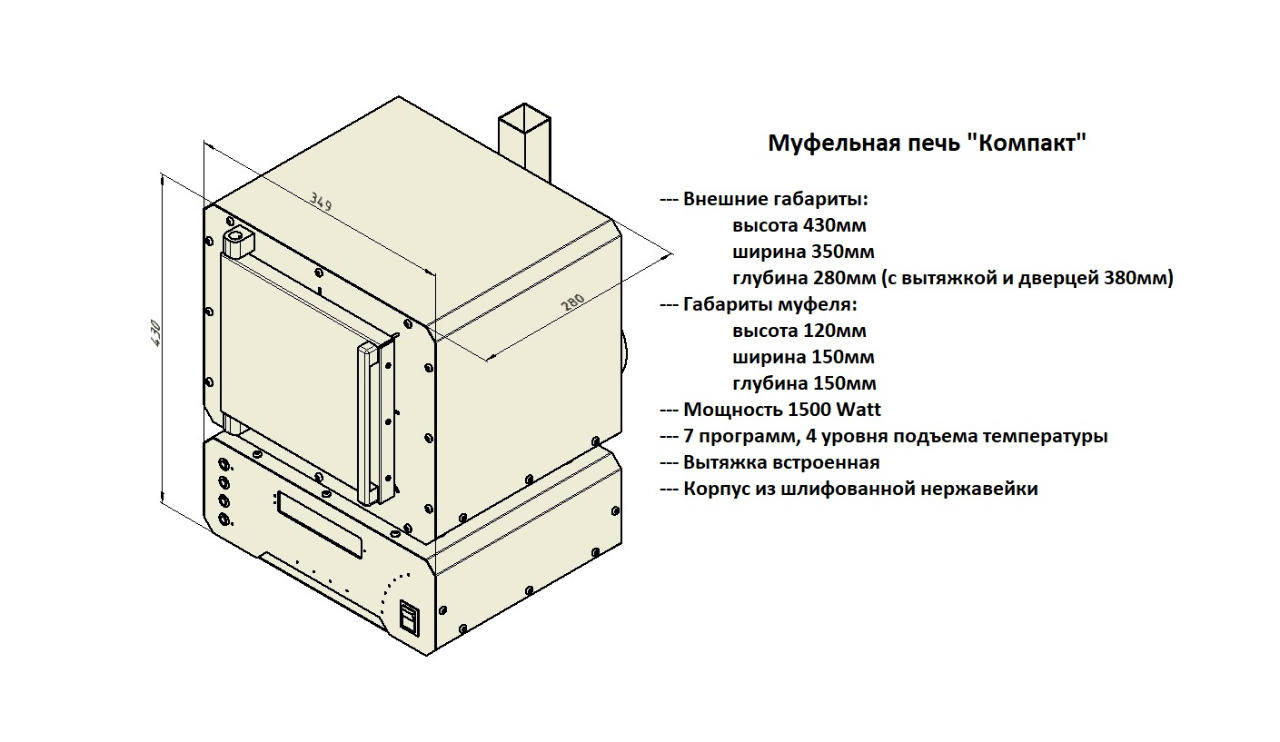 Муфельная печь "Компакт"
--- Внешние габариты:
высота 430мм
ширина 350мм
глубина 280мм (с вытяжкой и дверцей 380мм)
--- Габариты муфеля:
высота 120мм
ширина 150мм
глубина 150мм
--- Мощность 1500 Watt
--- 7 программ, 4 уровня подъема температуры
--- Вытяжка встроенная
--- Корпус из шлифованной нержавейки
349
280
430